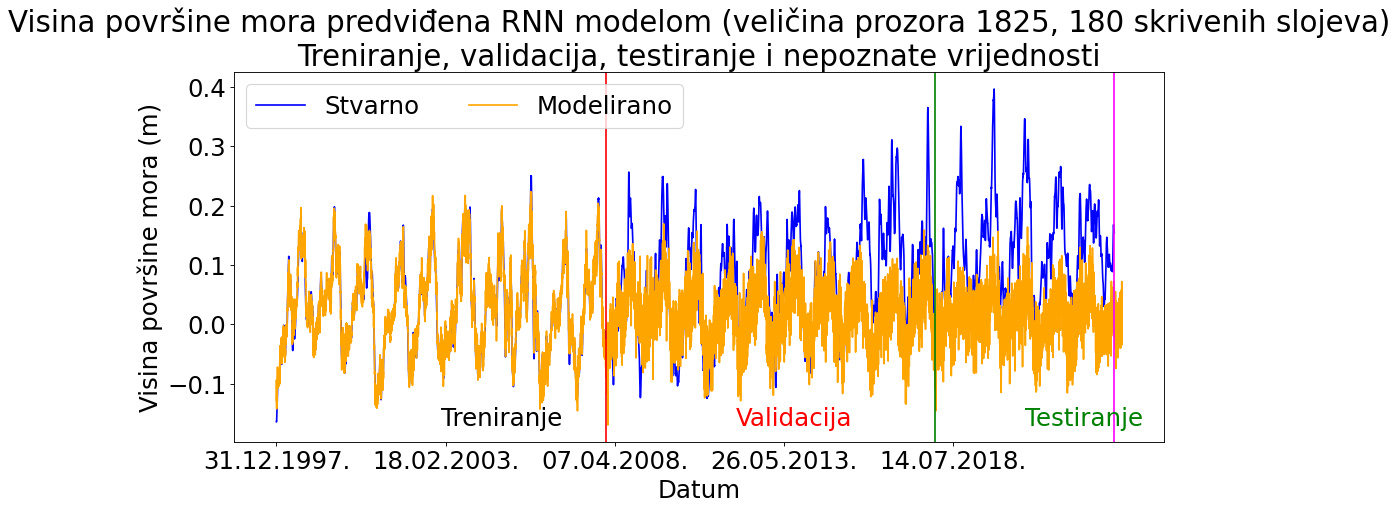 Visina površine mora predviđena RNN modelom (veličina prozora 1825, 180 skrivenih slojeva)
Treniranje, validacija, testiranje i nepoznate vrijednosti
Stvarno Modelirano
Visina površine mora (m)
0.4
0.3
0.2
0.1
0.0
−0.1
Treniranje Validacija Testiranje
31.12.1997. 18.02.2003. 07.04.2008. 26.05.2013. 14.07.2018.
Datum